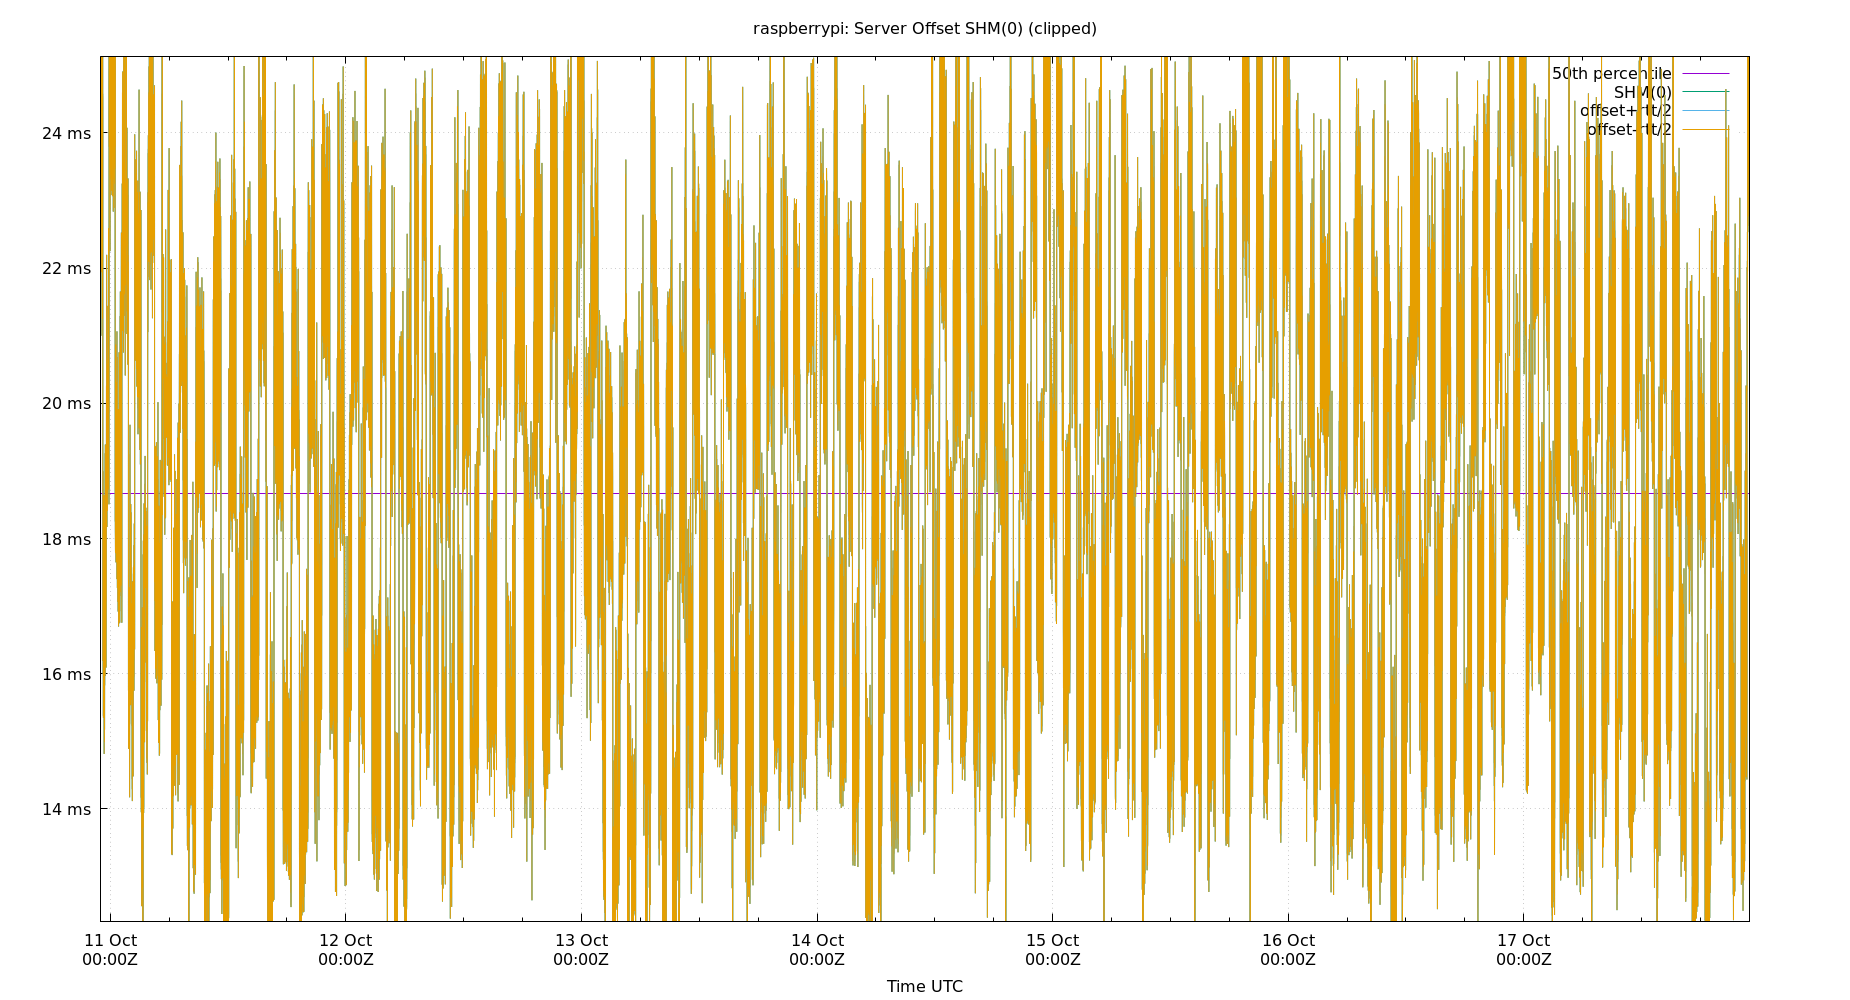 raspberrypi: Server Offset SHM(0) (clipped)
50th percentile
SHM(0)
offset+rtt/2
offset-rtt/2
24 ms
22 ms
20 ms
18 ms
16 ms
14 ms
11 Oct 12 Oct 13 Oct 14 Oct 15 Oct 16 Oct 17 Oct
00:00Z 00:00Z 00:00Z 00:00Z 00:00Z 00:00Z 00:00Z
Time UTC